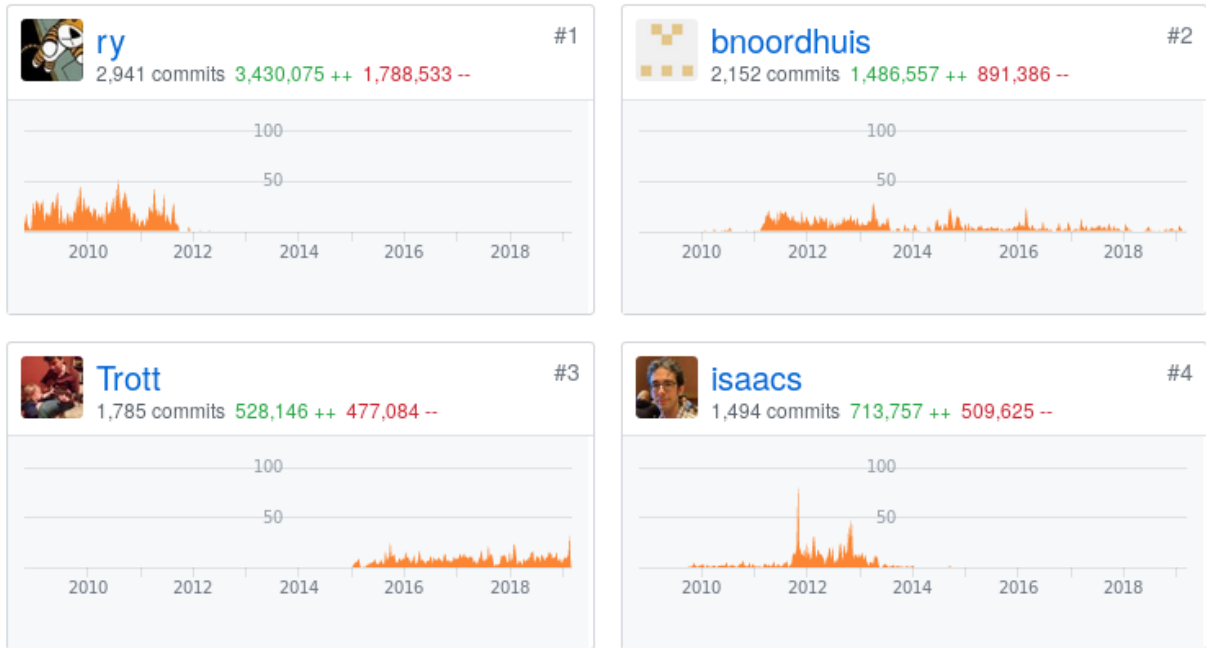 ry #1
2,941 commits 3,430,075 ++ 1,788,533 --
100
50
2010 2012 2014 2016 2018
bnoordhuis #2
2,152 commits 1,486,557 ++ 891,386 --
100
50
2010 2012 2014 2016 2018
Trott #3
1,785 commits 528,146 ++ 477,084 --
100
50
2010 2012 2014 2016 2018
isaacs #4
1,494 commits 713,757 ++ 509,625 --
100
50
2010 2012 2014 2016 2018